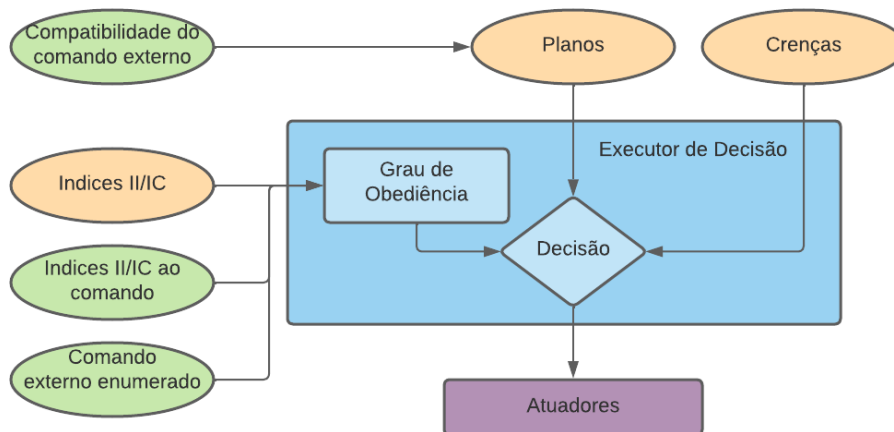 Compatibilidade do
comando externo
Planos
Crenças
Executor de Decisão
Grau de
Obediência
Indices II/IC
Decisão
Indices II/IC ao
comando
Comando
externo enumerado
Atuadores